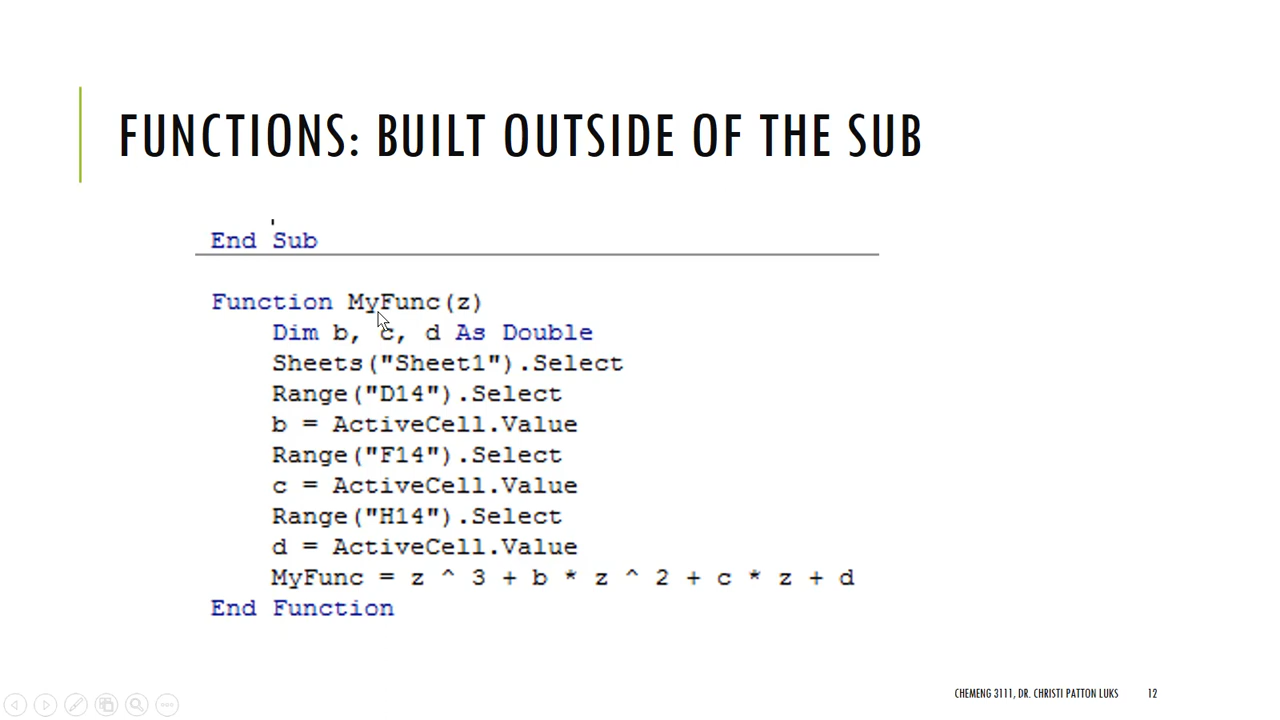 FUNCTIONS: BUILT OUTSIDE OF THE SUB
'
End Sub
Function MyFunc(z)
Dim b, c, d As Double
Sheets("Sheet1").Select
Range("D14").Select
b = ActiveCell.Value
Range("F14").Select
c = ActiveCell.Value
Range("H14").Select
d = ActiveCell.Value
MyFunc = z ^ 3 + b * z ^ 2 + c * z + d
End Function
CHEMENG 3111, DR. CHRISTI PATTON LUKS 12